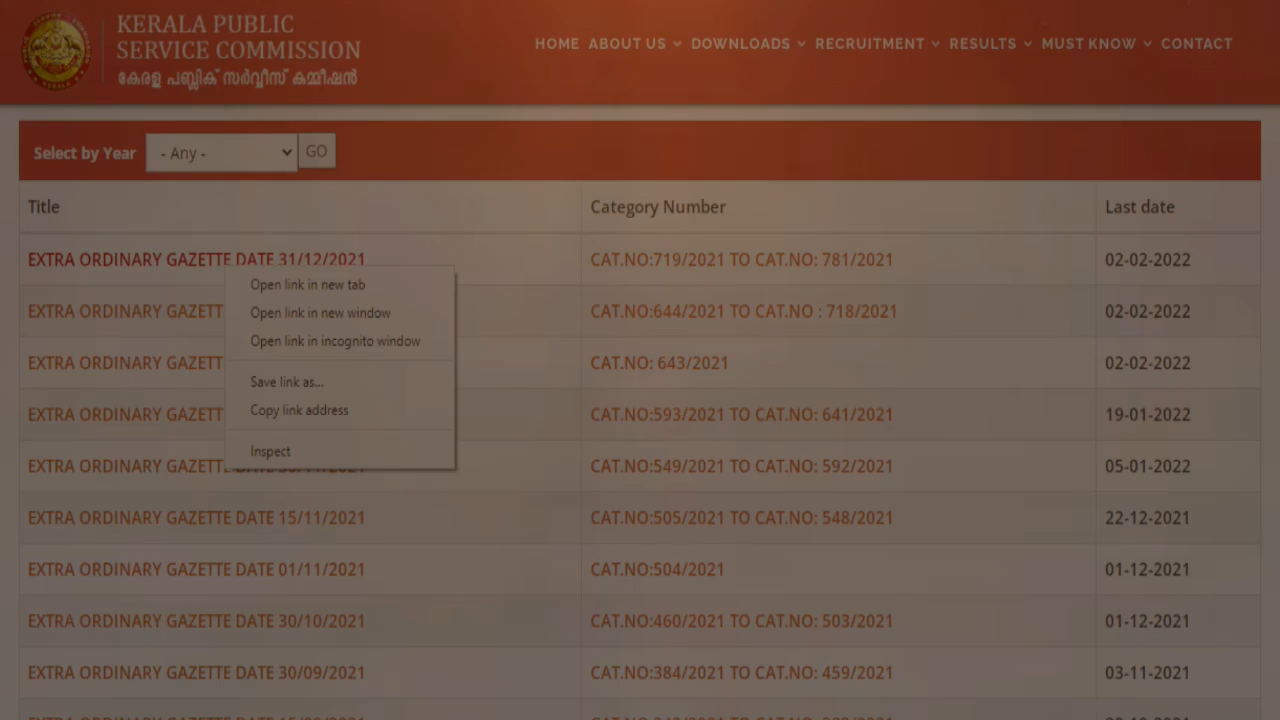 KERALA PUBLIC
SERVICE COMMISSION
കേരള പബ്ലിക് സർവ്വീസ് കമ്മീഷൻ
HOME ABOUT US DOWNLOADS RECRUITMENT RESULTS MUST KNOW CONTACT
Select by Year - Any - GO
Title Category Number Last date
EXTRA ORDINARY GAZETTE DATE 31/12/2021 CAT.NO:719/2021 TO CAT.NO: 781/2021 02-02-2022
Open link in new tab
EXTRA ORDINARY GAZETT CAT.NO:644/2021 TO CAT.NO : 718/2021 02-02-2022
Open link in new window
Open link in incognito window
EXTRA ORDINARY GAZETT CAT.NO: 643/2021 02-02-2022
Save link as...
EXTRA ORDINARY GAZETT CAT.NO:593/2021 TO CAT.NO: 641/2021 19-01-2022
Copy link address
Inspect
EXTRA ORDINARY GAZETTE CAT.NO:549/2021 TO CAT.NO: 592/2021 05-01-2022
EXTRA ORDINARY GAZETTE DATE 15/11/2021 CAT.NO:505/2021 TO CAT.NO: 548/2021 22-12-2021
EXTRA ORDINARY GAZETTE DATE 01/11/2021 CAT.NO:504/2021 01-12-2021
EXTRA ORDINARY GAZETTE DATE 30/10/2021 CAT.NO:460/2021 TO CAT.NO: 503/2021 01-12-2021
EXTRA ORDINARY GAZETTE DATE 30/09/2021 CAT.NO:384/2021 TO CAT.NO: 459/2021 03-11-2021